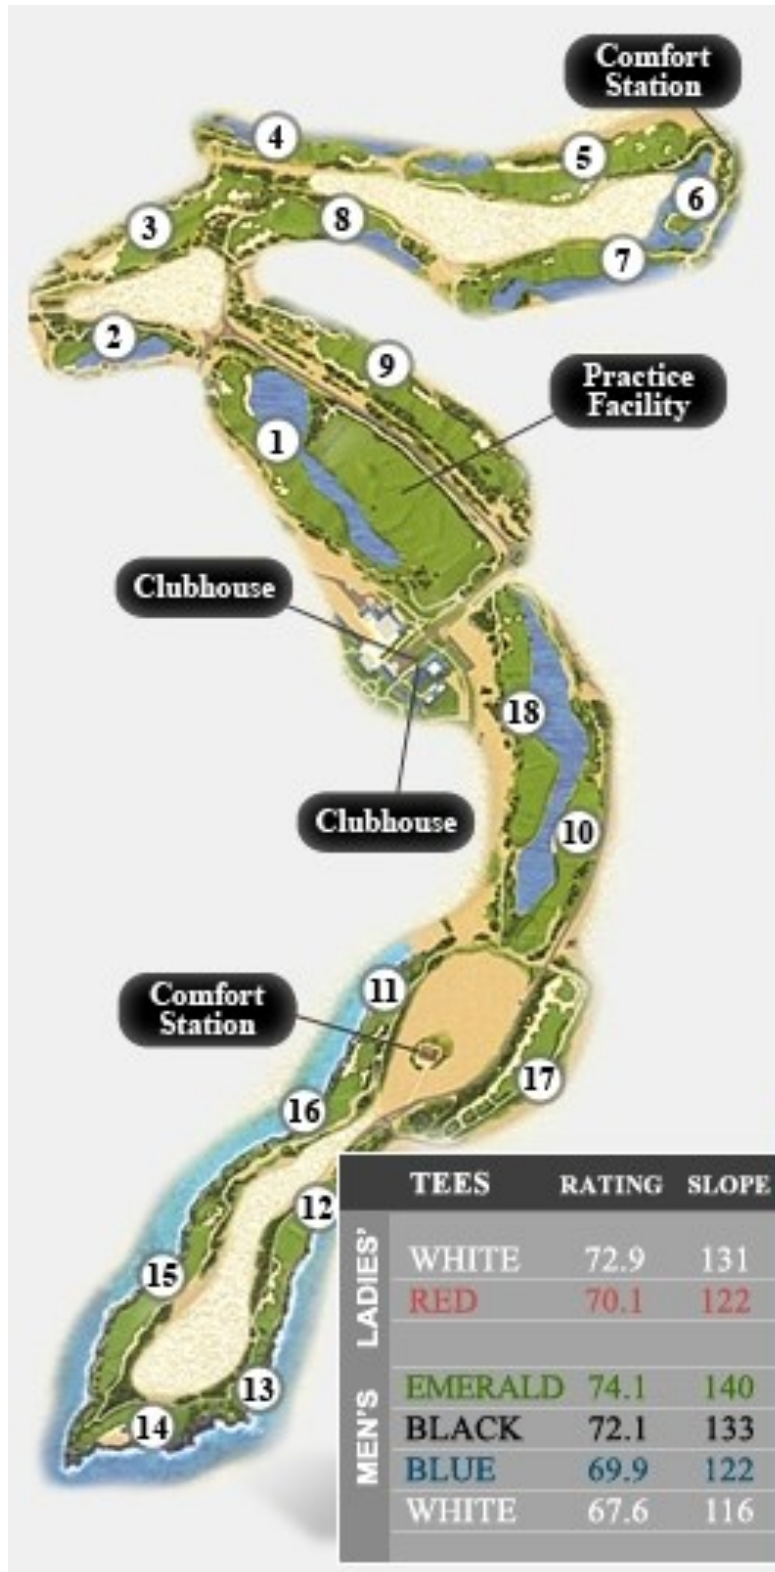 Comfort
Station
4
5
6
3
8
7
2
9
Practice
Facility
1
Clubhouse
18
Clubhouse
10
11
Comfort
Station
17
16
12
15
13
14
TEES RATING SLOPE
LADIES'
WHITE 72.9 131
RED 70.1 122
MEN'S
EMERALD 74.1 140
BLACK 72.1 133
BLUE 69.9 122
WHITE 67.6 116